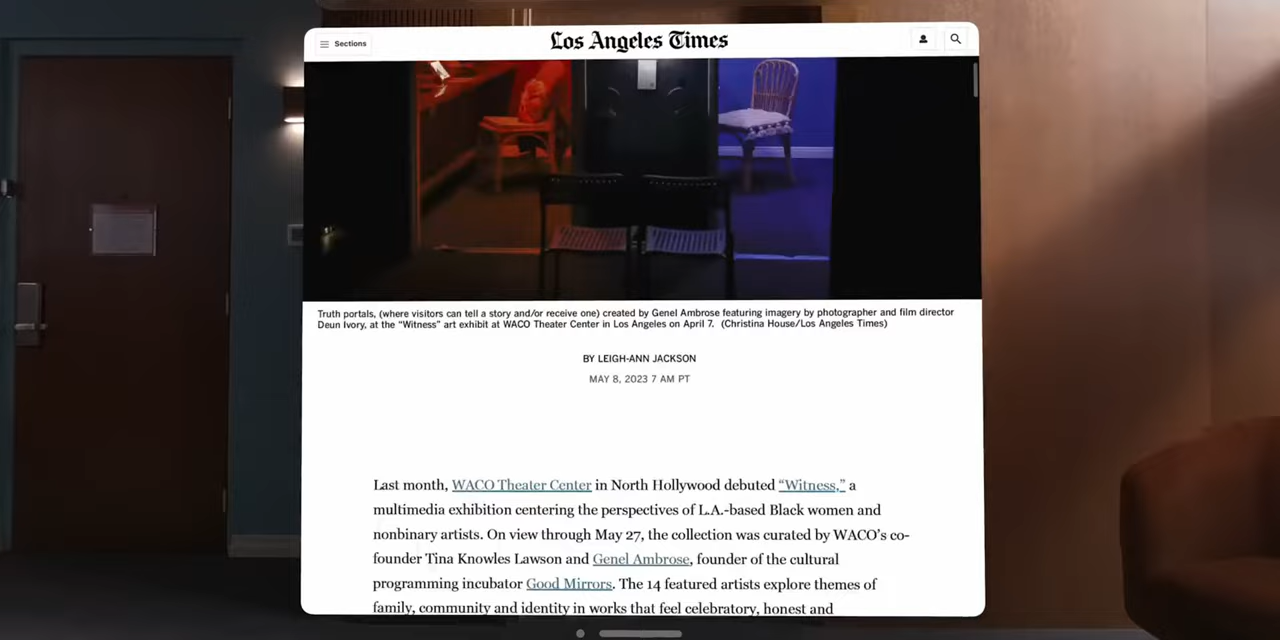 Sections
Los Angeles Times
Truth portals, (where visitors can tell a story and/or receive one) created by Genel Ambrose featuring imagery by photographer and film director
Deun Ivory, at the “Witness” art exhibit at WACO Theater Center in Los Angeles on April 7.  (Christina House/Los Angeles Times)
BY LEIGH-ANN JACKSON
MAY 8, 2023 7 AM PT
Last month, WACO Theater Center in North Hollywood debuted “Witness,” a
multimedia exhibition centering the perspectives of L.A.-based Black women and
nonbinary artists. On view through May 27, the collection was curated by WACO’s co-
founder Tina Knowles Lawson and Genel Ambrose, founder of the cultural
programming incubator Good Mirrors. The 14 featured artists explore themes of
family, community and identity in works that feel celebratory, honest and